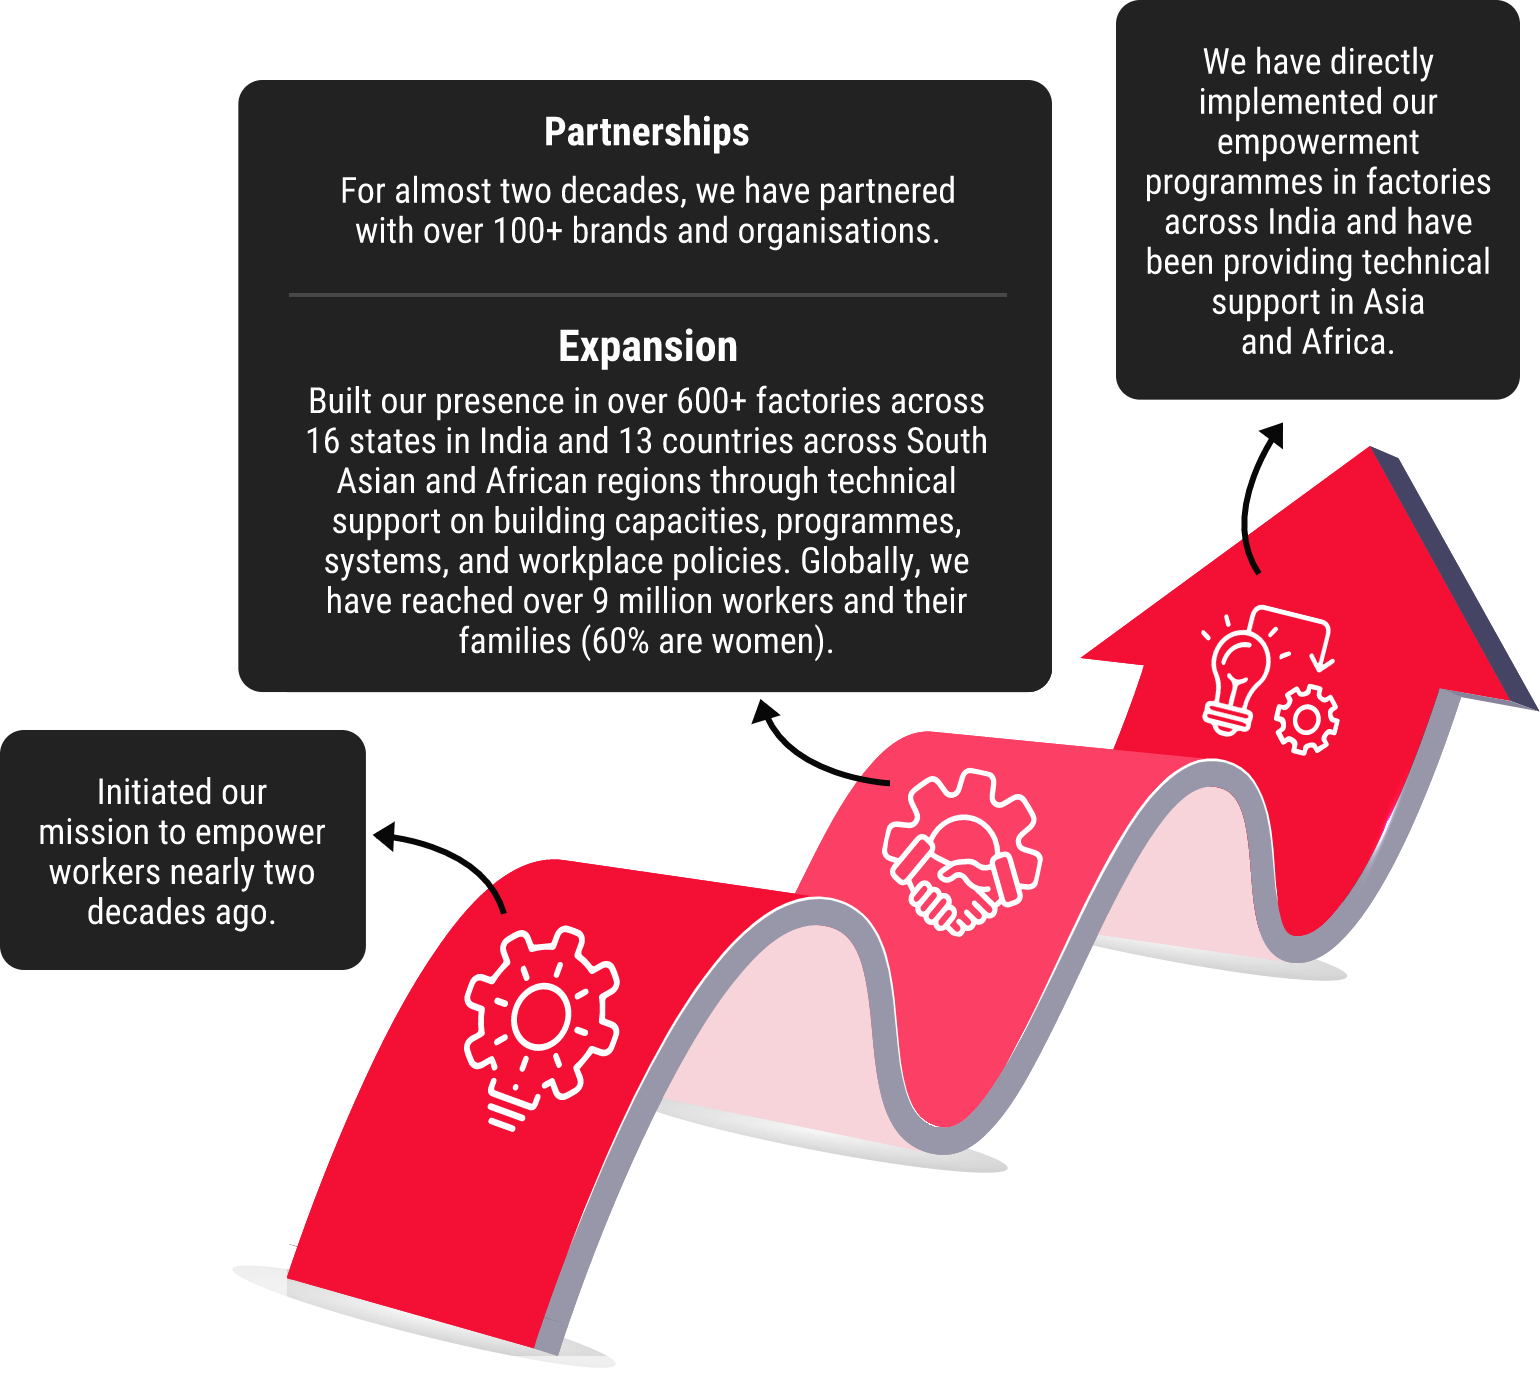 Initiated our
mission to empower
workers nearly two
decades ago.
Partnerships
For almost two decades, we have partnered
with over 100+ brands and organisations.
Expansion
Built our presence in over 600+ factories across
16 states in India and 13 countries across South
Asian and African regions through technical
support on building capacities, programmes,
systems, and workplace policies. Globally, we
have reached over 9 million workers and their
families (60% are women).
We have directly
implemented our
empowerment
programmes in factories
across India and have
been providing technical
support in Asia
and Africa.